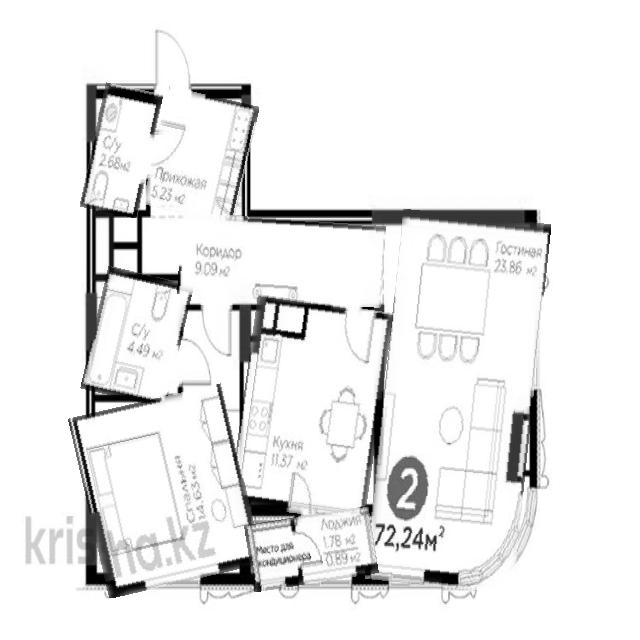 С/у
2.68м2
Прихожая
5.23 м2
Коридор
9.09 м2
Гостиная
23.86 м2
С/у
4.49 м2
Кухня
11.37 м2
Спальня
14.63 м2
2
72,24м2
Лоджия
1.78 м2
0.89 м2
Место для
кондиционера
krisha.kz